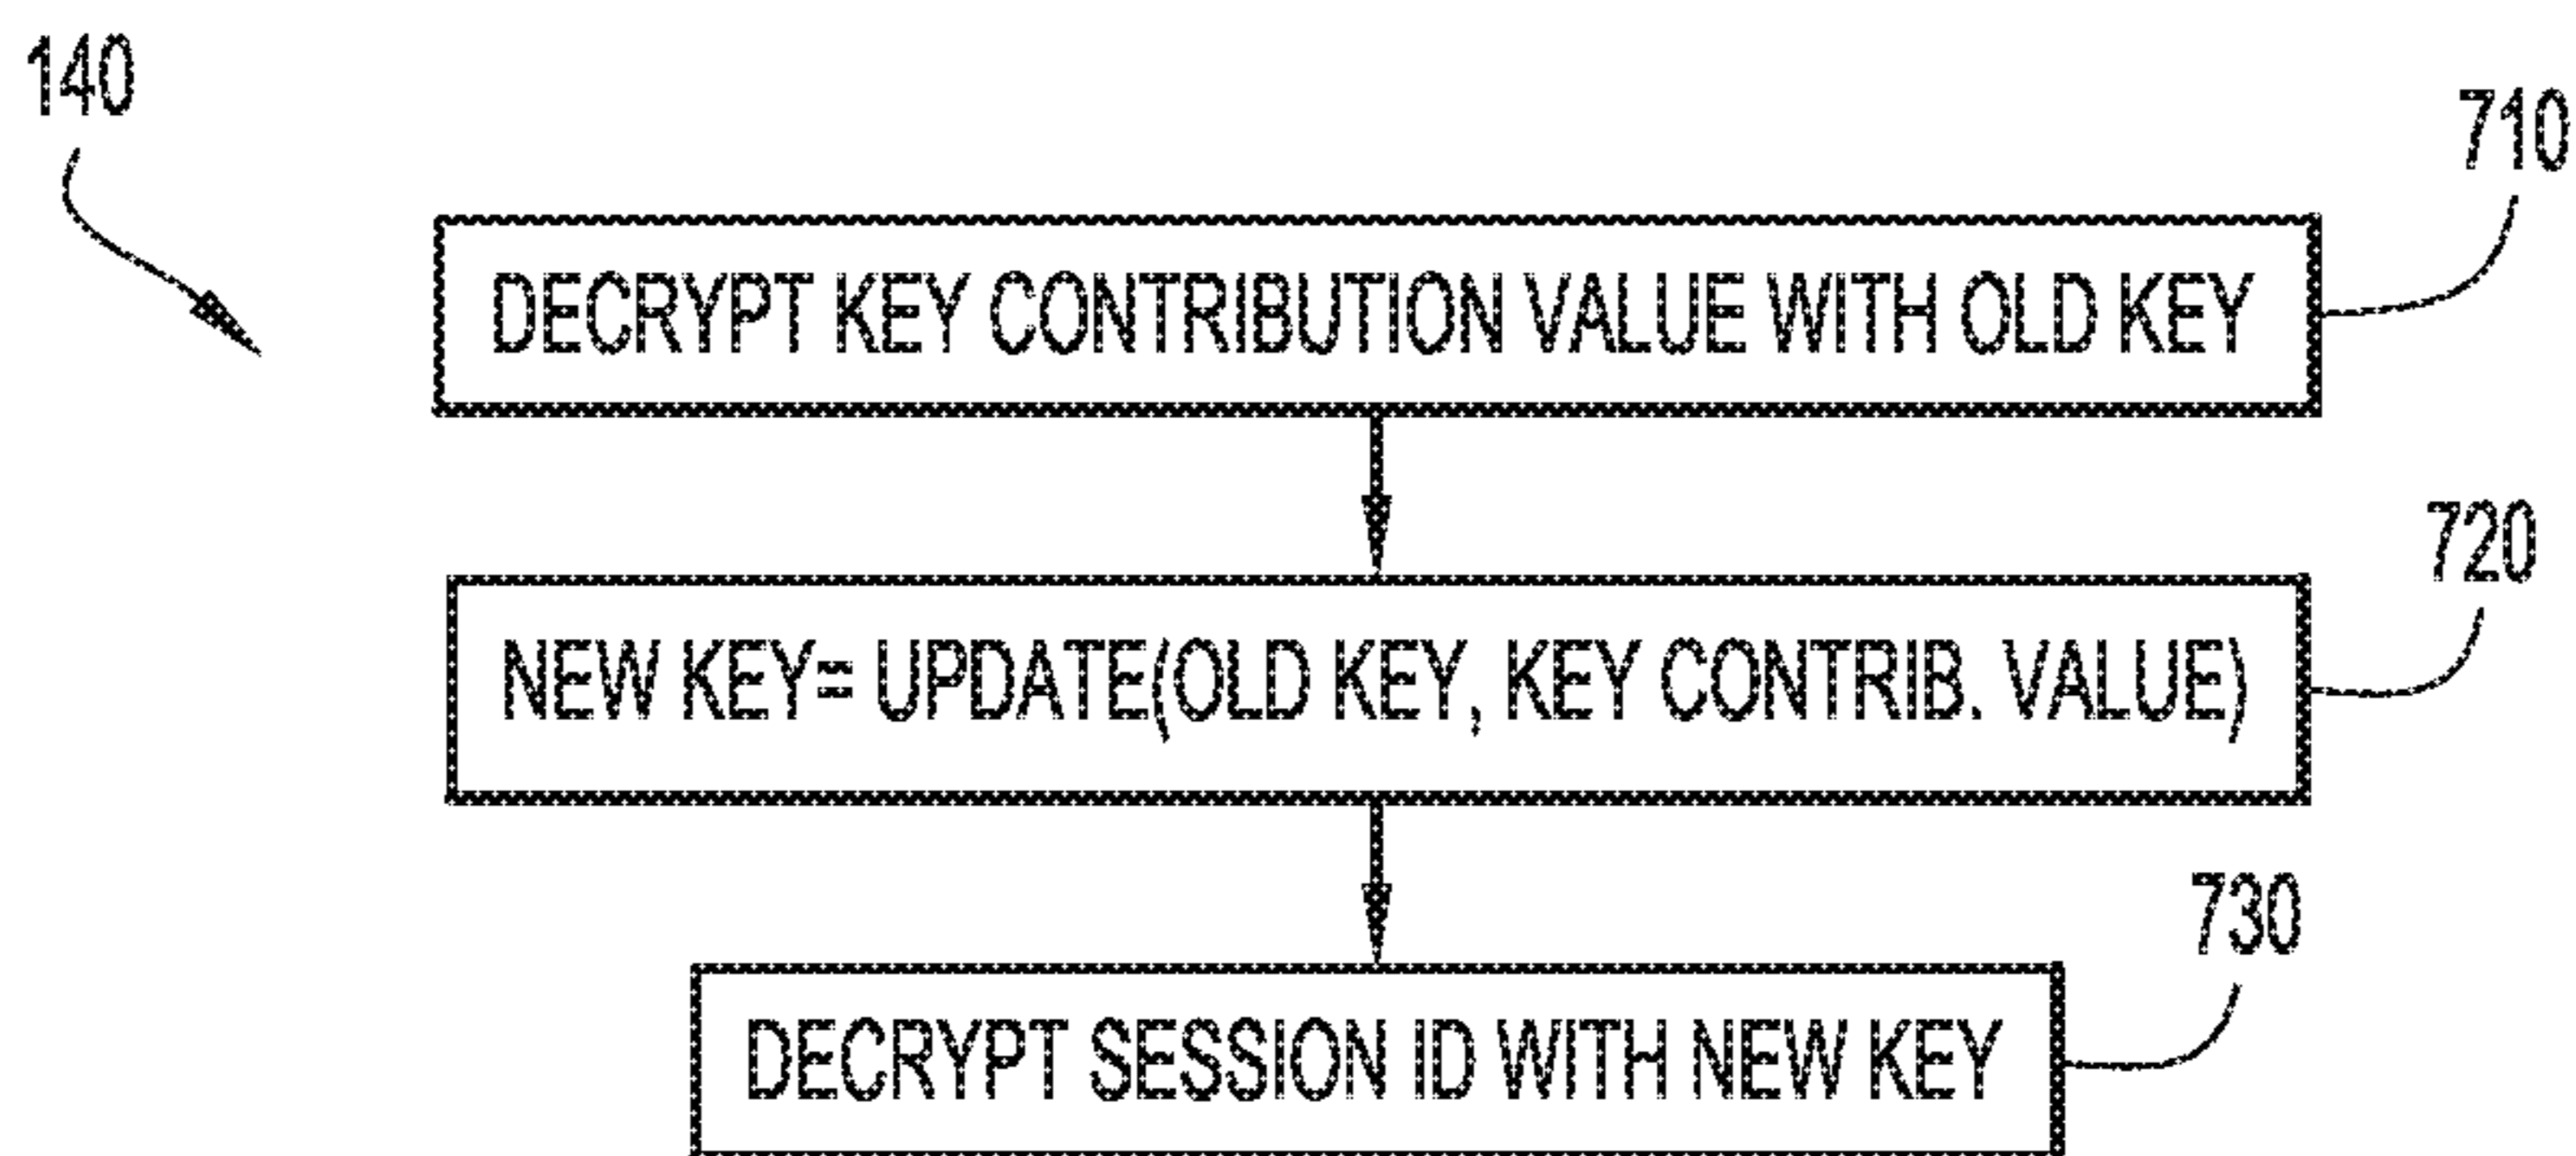 140
710
DECRYPT KEY CONTRIBUTION VALUE WITH OLD KEY
720
NEW KEY= UPDATE(OLD KEY, KEY CONTRIB. VALUE)
730
DECRYPT SESSION ID WITH NEW KEY